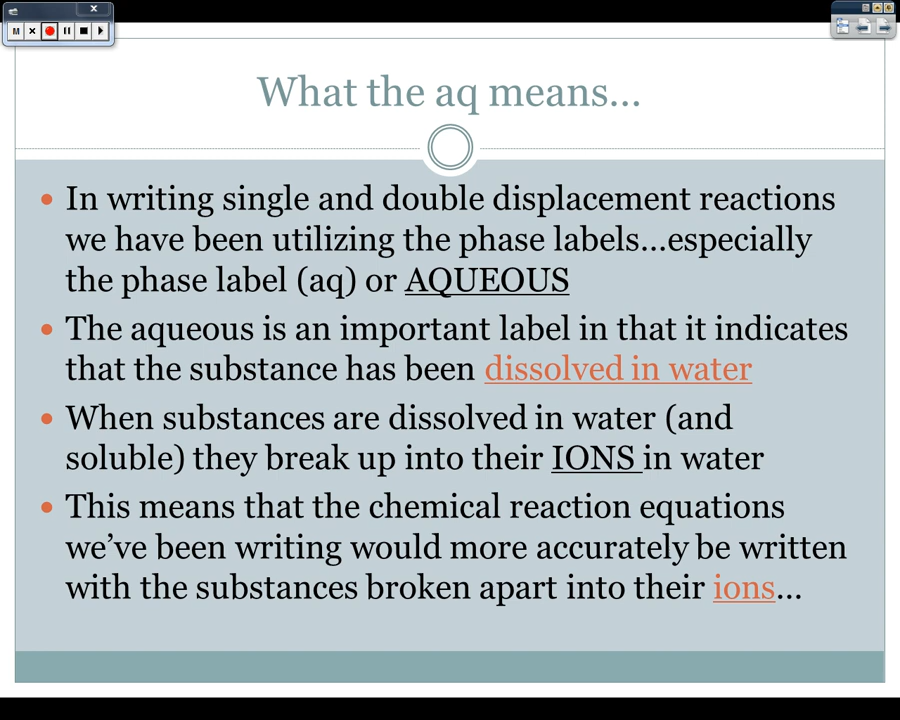 What the aq means...
• In writing single and double displacement reactions
we have been utilizing the phase labels...especially
the phase label (aq) or AQUEOUS
• The aqueous is an important label in that it indicates
that the substance has been dissolved in water
• When substances are dissolved in water (and
soluble) they break up into their IONS in water
• This means that the chemical reaction equations
we’ve been writing would more accurately be written
with the substances broken apart into their ions...